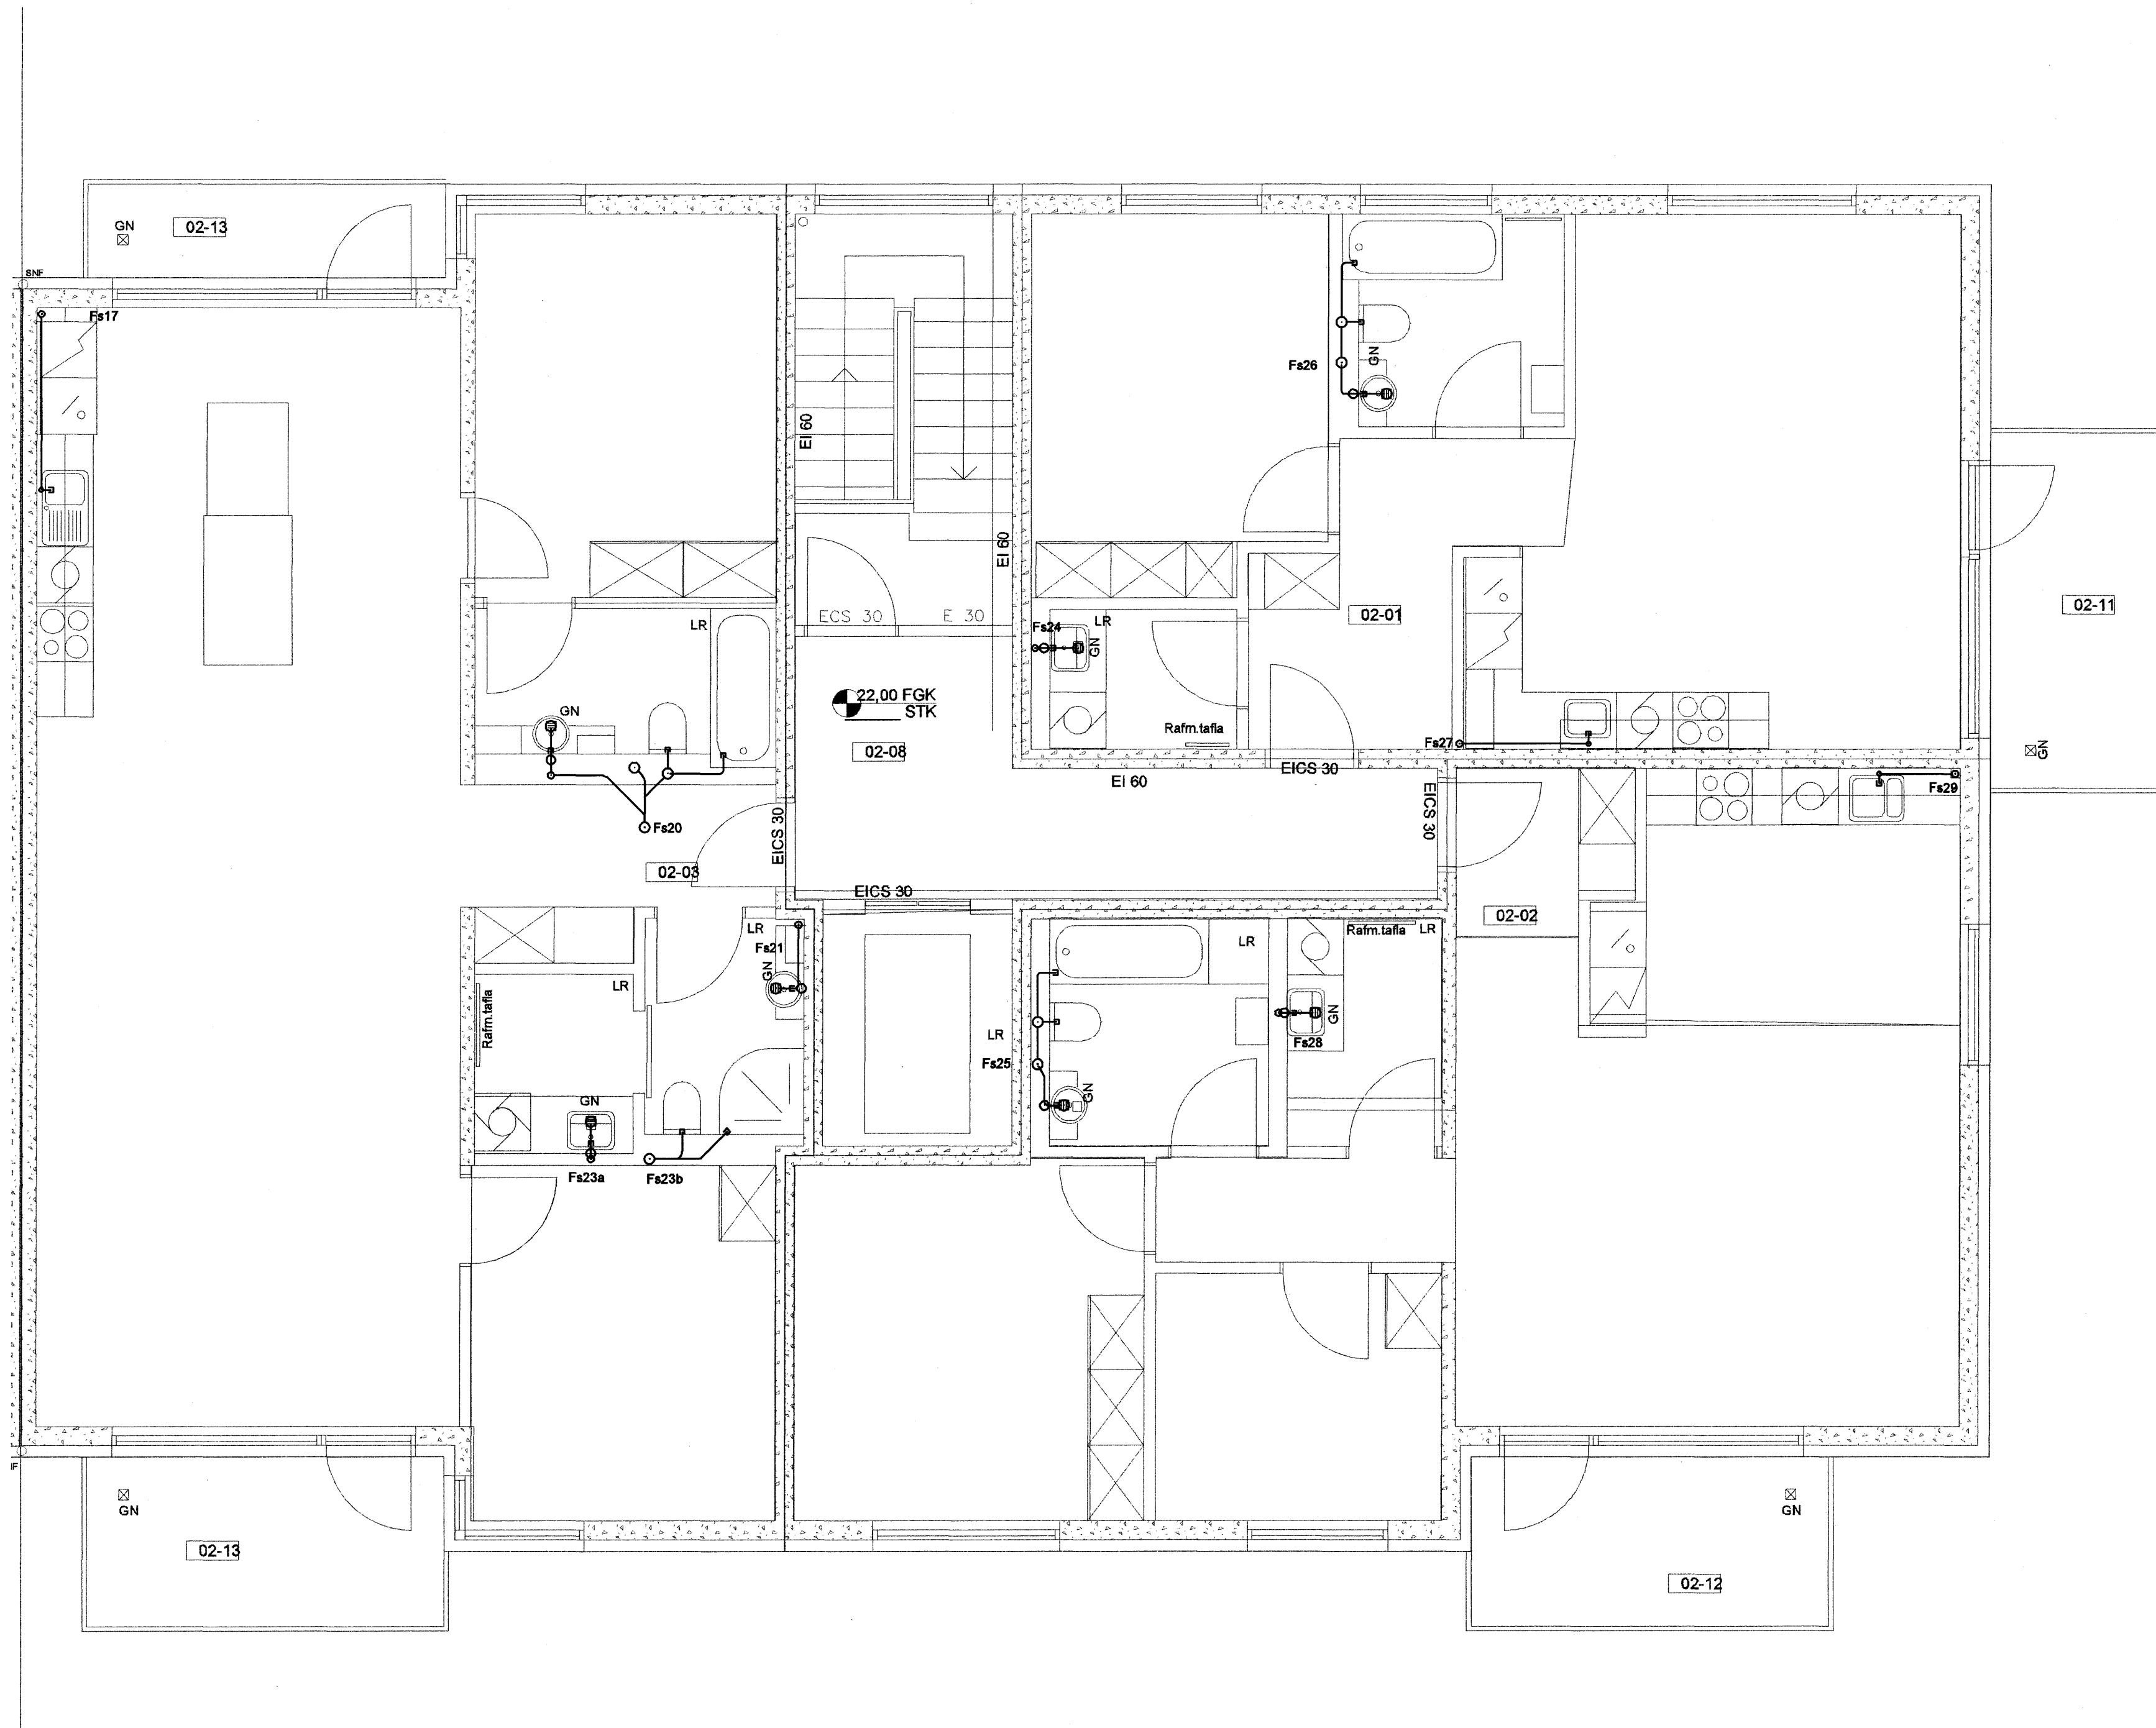 GN
02-13
SNF
Fs17
EI 60
Fs26
GN
EI 60
ECS 30
E 30
LR
LR
Fs24
GN
02-01
02-11
22,00 FGK
STK
02-08
GN
Rafm.tafla
Fs27
GN
EI 60
EICS 30
EICS 30
Fs29
Fs20
EICS 30
02-03
EICS 30
02-02
LR
Fs21
GN
LR
Rafm.tafla
LR
Rafm.tafla
LR
LR
GN
Fs28
Fs25
GN
GN
Fs23a
Fs23b
IF
GN
GN
02-13
02-12